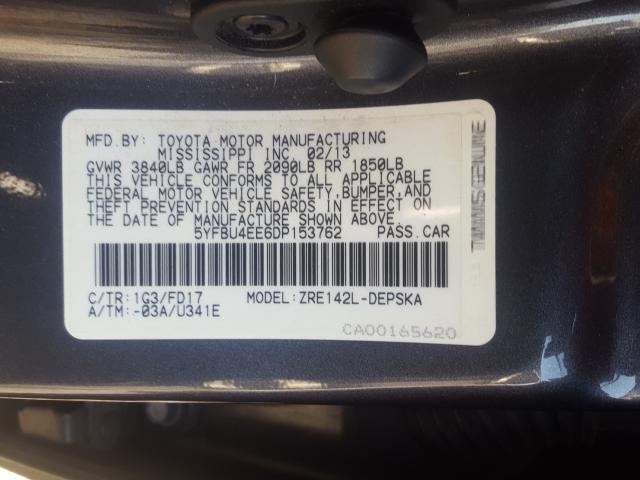 MFD.BY: TOYOTA MOTOR MANUFACTURING
MISSISSIPPI INC. 02/13
GVWR 3840LB GAWR FR 2090LB RR 1850LB
THIS VEHICLE CONFORMS TO ALL APPLICABLE
FEDERAL MOTOR VEHICLE SAFETY,BUMPER,AND
THEFT PREVENTION STANDARDS IN EFFECT ON
THE DATE OF MANUFACTURE SHOWN ABOVE.
5YFBU4EE6DP153762 PASS.CAR
C/TR:1G3/FD17 MODEL:ZRE142L-DEPSKA
A/TM:-03A/U341E
CA00165620